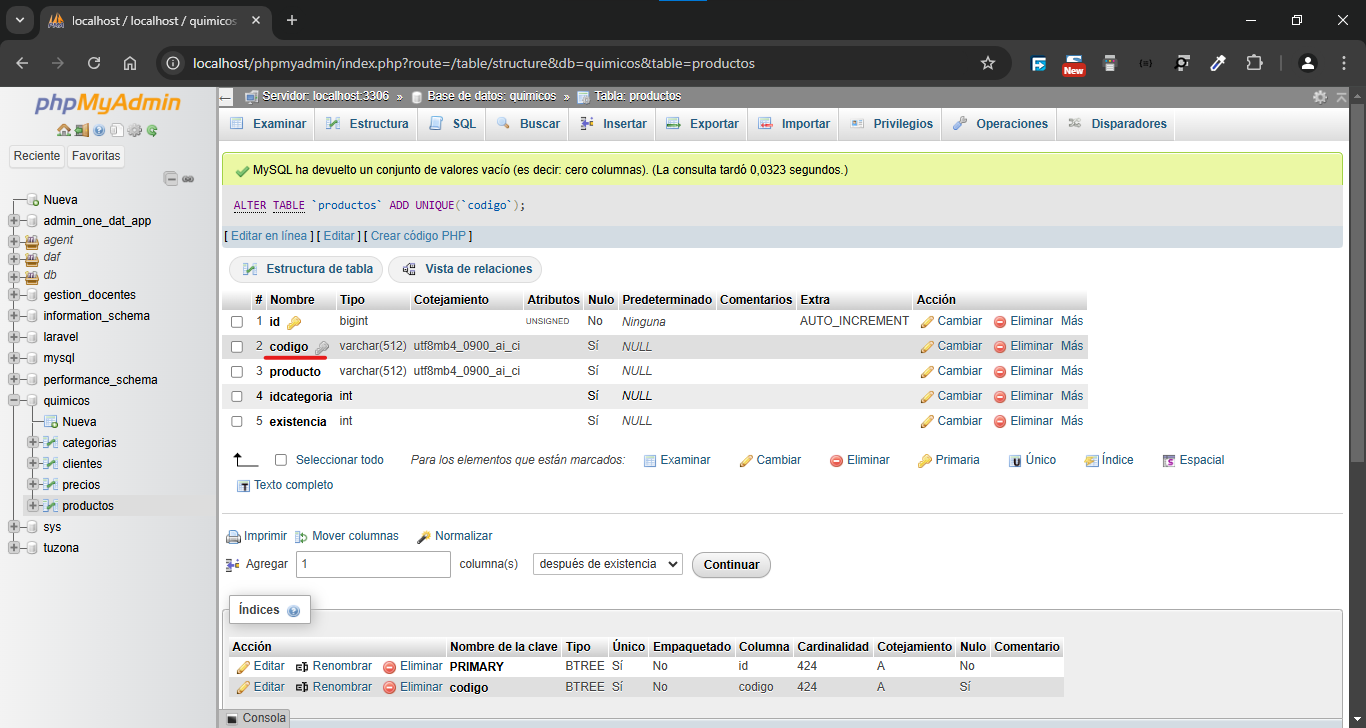 localhost / localhost / quimicos
localhost/phpmyadmin/index.php?route=/table/structure&db=quimicos&table=productos
New
phpMyAdmin
Reciente Favoritas
Nueva
admin_one_dat_app
agent
daf
db
gestion_docentes
information_schema
laravel
mysql
performance_schema
quimicos
Nueva
categorias
clientes
precios
productos
sys
tuzona
Servidor: localhost:3306 » Base de datos: quimicos » Tabla: productos
Examinar Estructura SQL Buscar Insertar Exportar Importar Privilegios Operaciones Disparadores
MySQL ha devuelto un conjunto de valores vacío (es decir: cero columnas). (La consulta tardó 0,0323 segundos.)
ALTER TABLE `productos` ADD UNIQUE(`codigo`);
[ Editar en línea ] [ Editar ] [ Crear código PHP ]
Estructura de tabla Vista de relaciones
# Nombre Tipo Cotejamiento Atributos Nulo Predeterminado Comentarios Extra Acción
1 id bigint UNSIGNED No Ninguna AUTO_INCREMENT Cambiar Eliminar Más
2 codigo varchar(512) utf8mb4_0900_ai_ci Sí NULL Cambiar Eliminar Más
3 producto varchar(512) utf8mb4_0900_ai_ci Sí NULL Cambiar Eliminar Más
4 idcategoria int Sí NULL Cambiar Eliminar Más
5 existencia int Sí NULL Cambiar Eliminar Más
Seleccionar todo Para los elementos que están marcados: Examinar Cambiar Eliminar Primaria Único Índice Espacial
Texto completo
Imprimir Mover columnas Normalizar
Agregar 1 columna(s) después de existencia Continuar
Índices
Acción Nombre de la clave Tipo Único Empaquetado Columna Cardinalidad Cotejamiento Nulo Comentario
Editar Renombrar Eliminar PRIMARY BTREE Sí No id 424 A No
Editar Renombrar Eliminar codigo BTREE Sí No codigo 424 A Sí
Consola